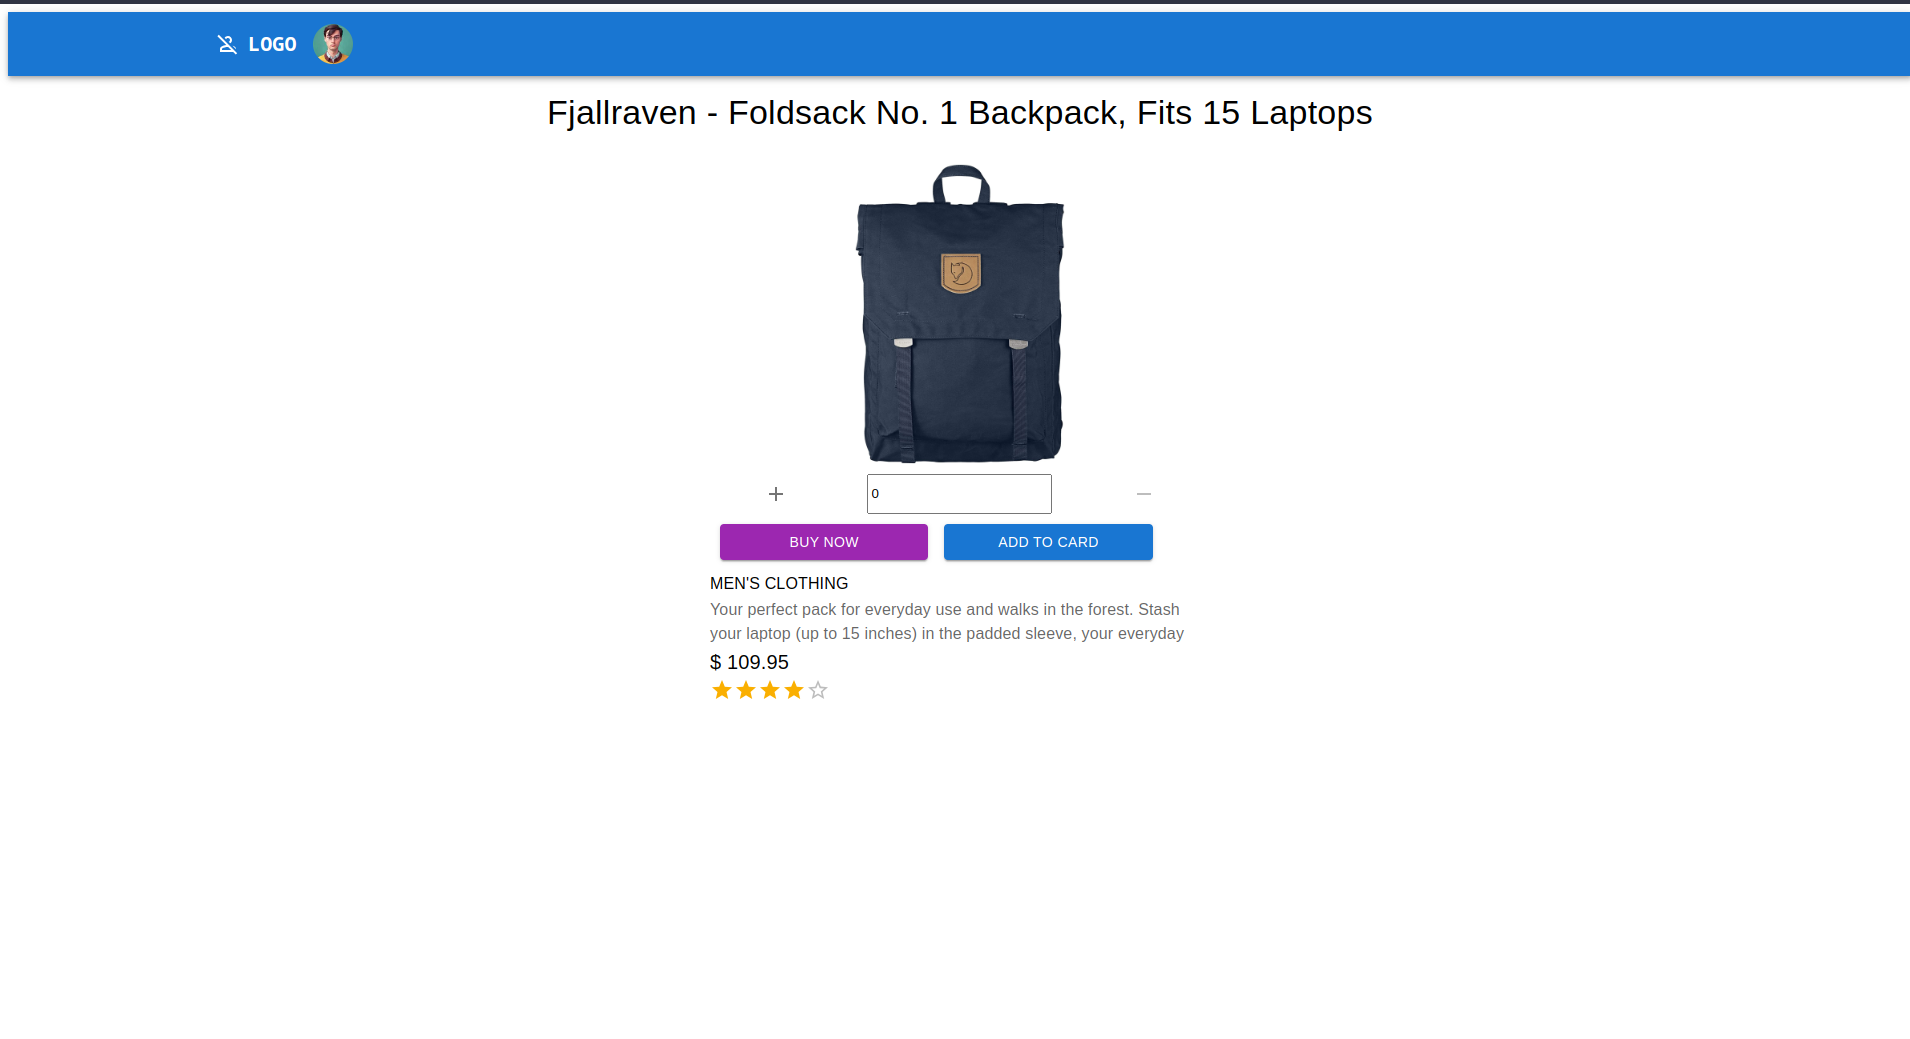 LOGO
Fjallraven - Foldsack No. 1 Backpack, Fits 15 Laptops
0
BUY NOW
ADD TO CARD
MEN'S CLOTHING
Your perfect pack for everyday use and walks in the forest. Stash
your laptop (up to 15 inches) in the padded sleeve, your everyday
$ 109.95